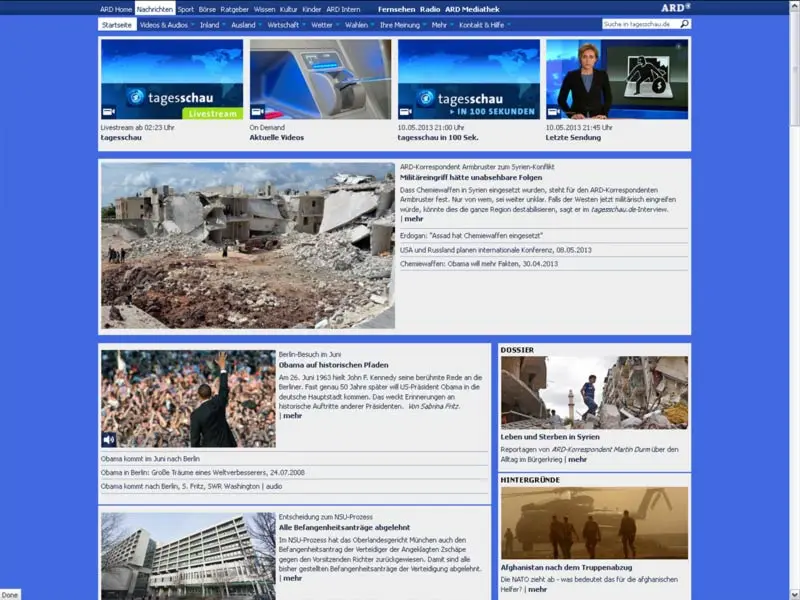 ARD Home Nachrichten Sport Börse Ratgeber Wissen Kultur Kinder ARD Intern Fernsehen Radio ARD Mediathek ARD
Startseite Videos & Audios Inland Ausland Wirtschaft Wetter Wahlen Ihre Meinung Mehr Kontakt & Hilfe Suche in tagesschau.de
tagesschau
Livestream
Livestream ab 02:23 Uhr
tagesschau
On Demand
Aktuelle Videos
tagesschau
IN 100 SEKUNDEN
10.05.2013 21:00 Uhr
tagesschau in 100 Sek.
10.05.2013 21:45 Uhr
Letzte Sendung
ARD-Korrespondent Armbruster zum Syrien-Konflikt
Militäreingriff hätte unabsehbare Folgen
Dass Chemiewaffen in Syrien eingesetzt wurden, steht für den ARD-Korrespondenten
Armbruster fest. Nur von wem, sei weiter unklar. Falls der Westen jetzt militärisch eingreifen
würde, könnte dies die ganze Region destabilisieren, sagt er im tagesschau.de-Interview.
| mehr
Erdogan: "Assad hat Chemiewaffen eingesetzt"
USA und Russland planen internationale Konferenz, 08.05.2013
Chemiewaffen: Obama will mehr Fakten, 30.04.2013
Berlin-Besuch im Juni
Obama auf historischen Pfaden
Am 26. Juni 1963 hielt John F. Kennedy seine berühmte Rede an die
Berliner. Fast genau 50 Jahre später will US-Präsident Obama in die
deutsche Hauptstadt kommen. Das weckt Erinnerungen an
historische Auftritte anderer Präsidenten. Von Sabrina Fritz.
| mehr
Obama kommt im Juni nach Berlin
Obama in Berlin: Große Träume eines Weltverbesserers, 24.07.2008
Obama kommt nach Berlin, S. Fritz, SWR Washington | audio
Entscheidung zum NSU-Prozess
Alle Befangenheitsanträge abgelehnt
Im NSU-Prozess hat das Oberlandesgericht München auch den
Befangenheitsantrag der Verteidiger der Angeklagten Zschäpe
gegen den Vorsitzenden Richter zurückgewiesen. Damit sind alle
bisher gestellten Befangenheitsanträge der Verteidigung abgelehnt.
| mehr
DOSSIER
Leben und Sterben in Syrien
Reportagen von ARD-Korrespondent Martin Durm über den
Alltag im Bürgerkrieg | mehr
HINTERGRÜNDE
Afghanistan nach dem Truppenabzug
Die NATO zieht ab - was bedeutet das für die afghanischen
Helfer? | mehr
Done